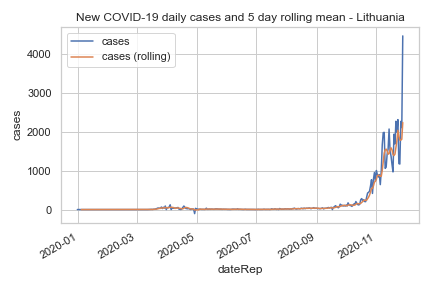 New COVID-19 daily cases and 5 day rolling mean - Lithuania
cases
cases (rolling)
4000
3000
2000
1000
0
cases
2020-01
2020-03
2020-05
2020-07
2020-09
2020-11
dateRep